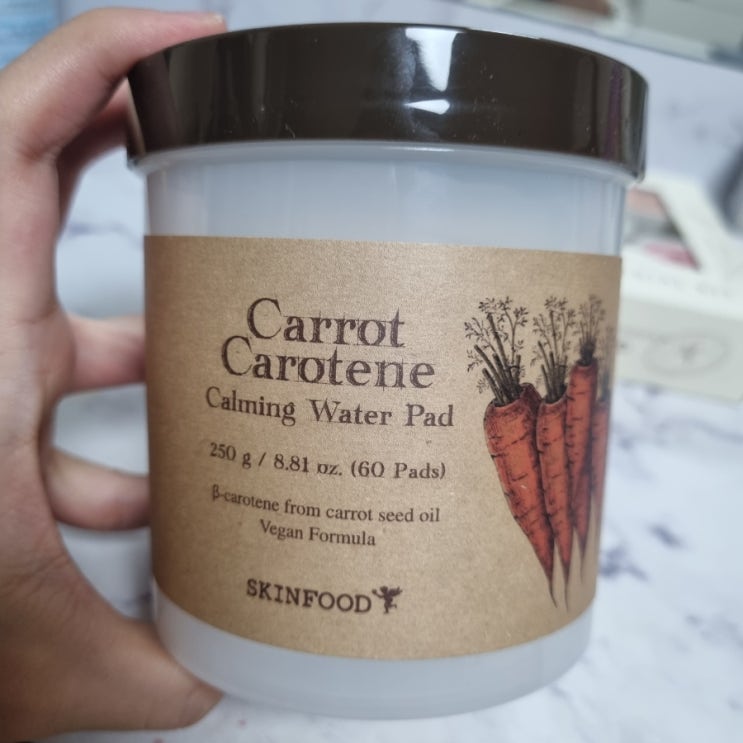 Carrot
Carotene
Calming Water Pad
250 g / 8.81 oz. (60 Pads)
β-carotene from carrot seed oil
Vegan Formula
SKINFOOD